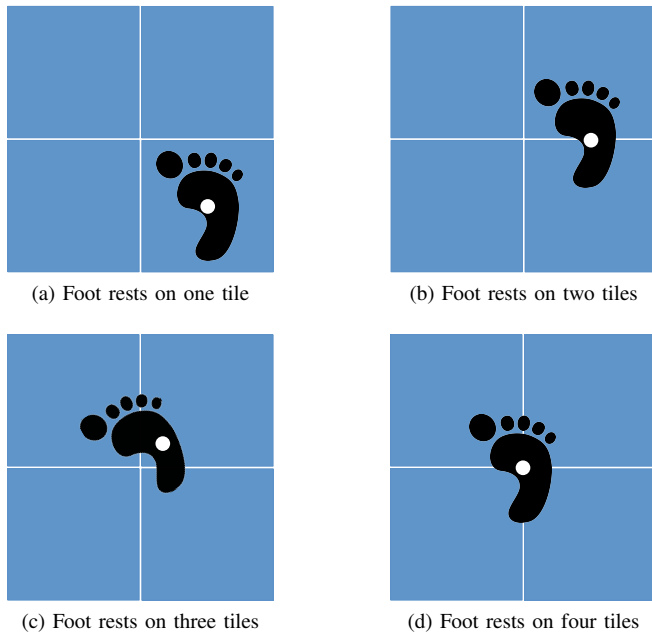 (a) Foot rests on one tile
(b) Foot rests on two tiles
(c) Foot rests on three tiles
(d) Foot rests on four tiles